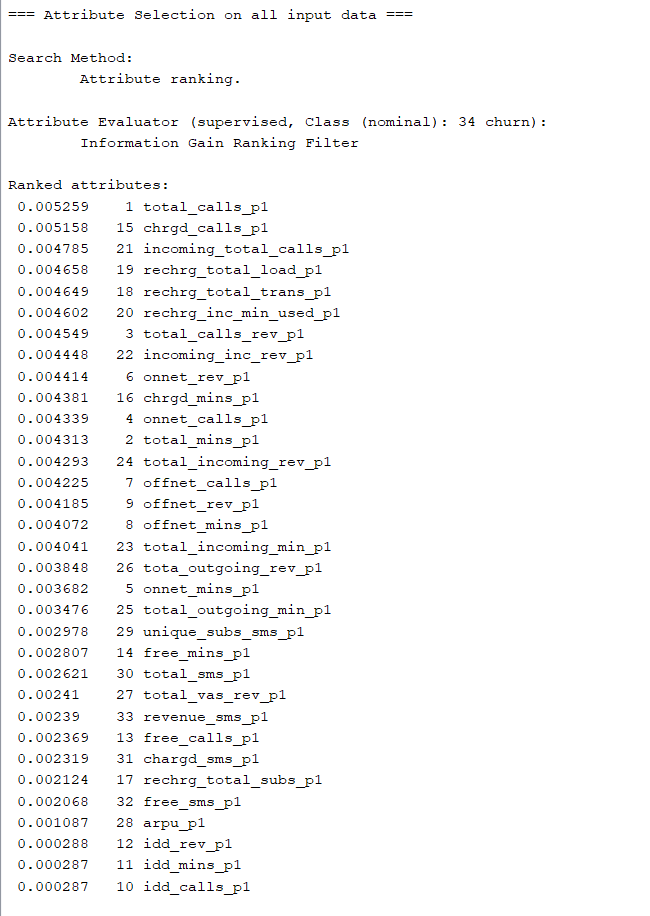 === Attribute Selection on all input data ===
Search Method:
Attribute ranking.
Attribute Evaluator (supervised, Class (nominal): 34 churn):
Information Gain Ranking Filter
Ranked attributes:
0.005259 1 total_calls_p1
0.005158 15 chrgd_calls_p1
0.004785 21 incoming_total_calls_p1
0.004658 19 rechrg_total_load_p1
0.004649 18 rechrg_total_trans_p1
0.004602 20 rechrg_inc_min_used_p1
0.004549 3 total_calls_rev_p1
0.004448 22 incoming_inc_rev_p1
0.004414 6 onnet_rev_p1
0.004381 16 chrgd_mins_p1
0.004339 4 onnet_calls_p1
0.004313 2 total_mins_p1
0.004293 24 total_incoming_rev_p1
0.004225 7 offnet_calls_p1
0.004185 9 offnet_rev_p1
0.004072 8 offnet_mins_p1
0.004041 23 total_incoming_min_p1
0.003848 26 tota_outgoing_rev_p1
0.003682 5 onnet_mins_p1
0.003476 25 total_outgoing_min_p1
0.002978 29 unique_subs_sms_p1
0.002807 14 free_mins_p1
0.002621 30 total_sms_p1
0.00241 27 total_vas_rev_p1
0.00239 33 revenue_sms_p1
0.002369 13 free_calls_p1
0.002319 31 chargd_sms_p1
0.002124 17 rechrg_total_subs_p1
0.002068 32 free_sms_p1
0.001087 28 arpu_p1
0.000288 12 idd_rev_p1
0.000287 11 idd_mins_p1
0.000287 10 idd_calls_p1